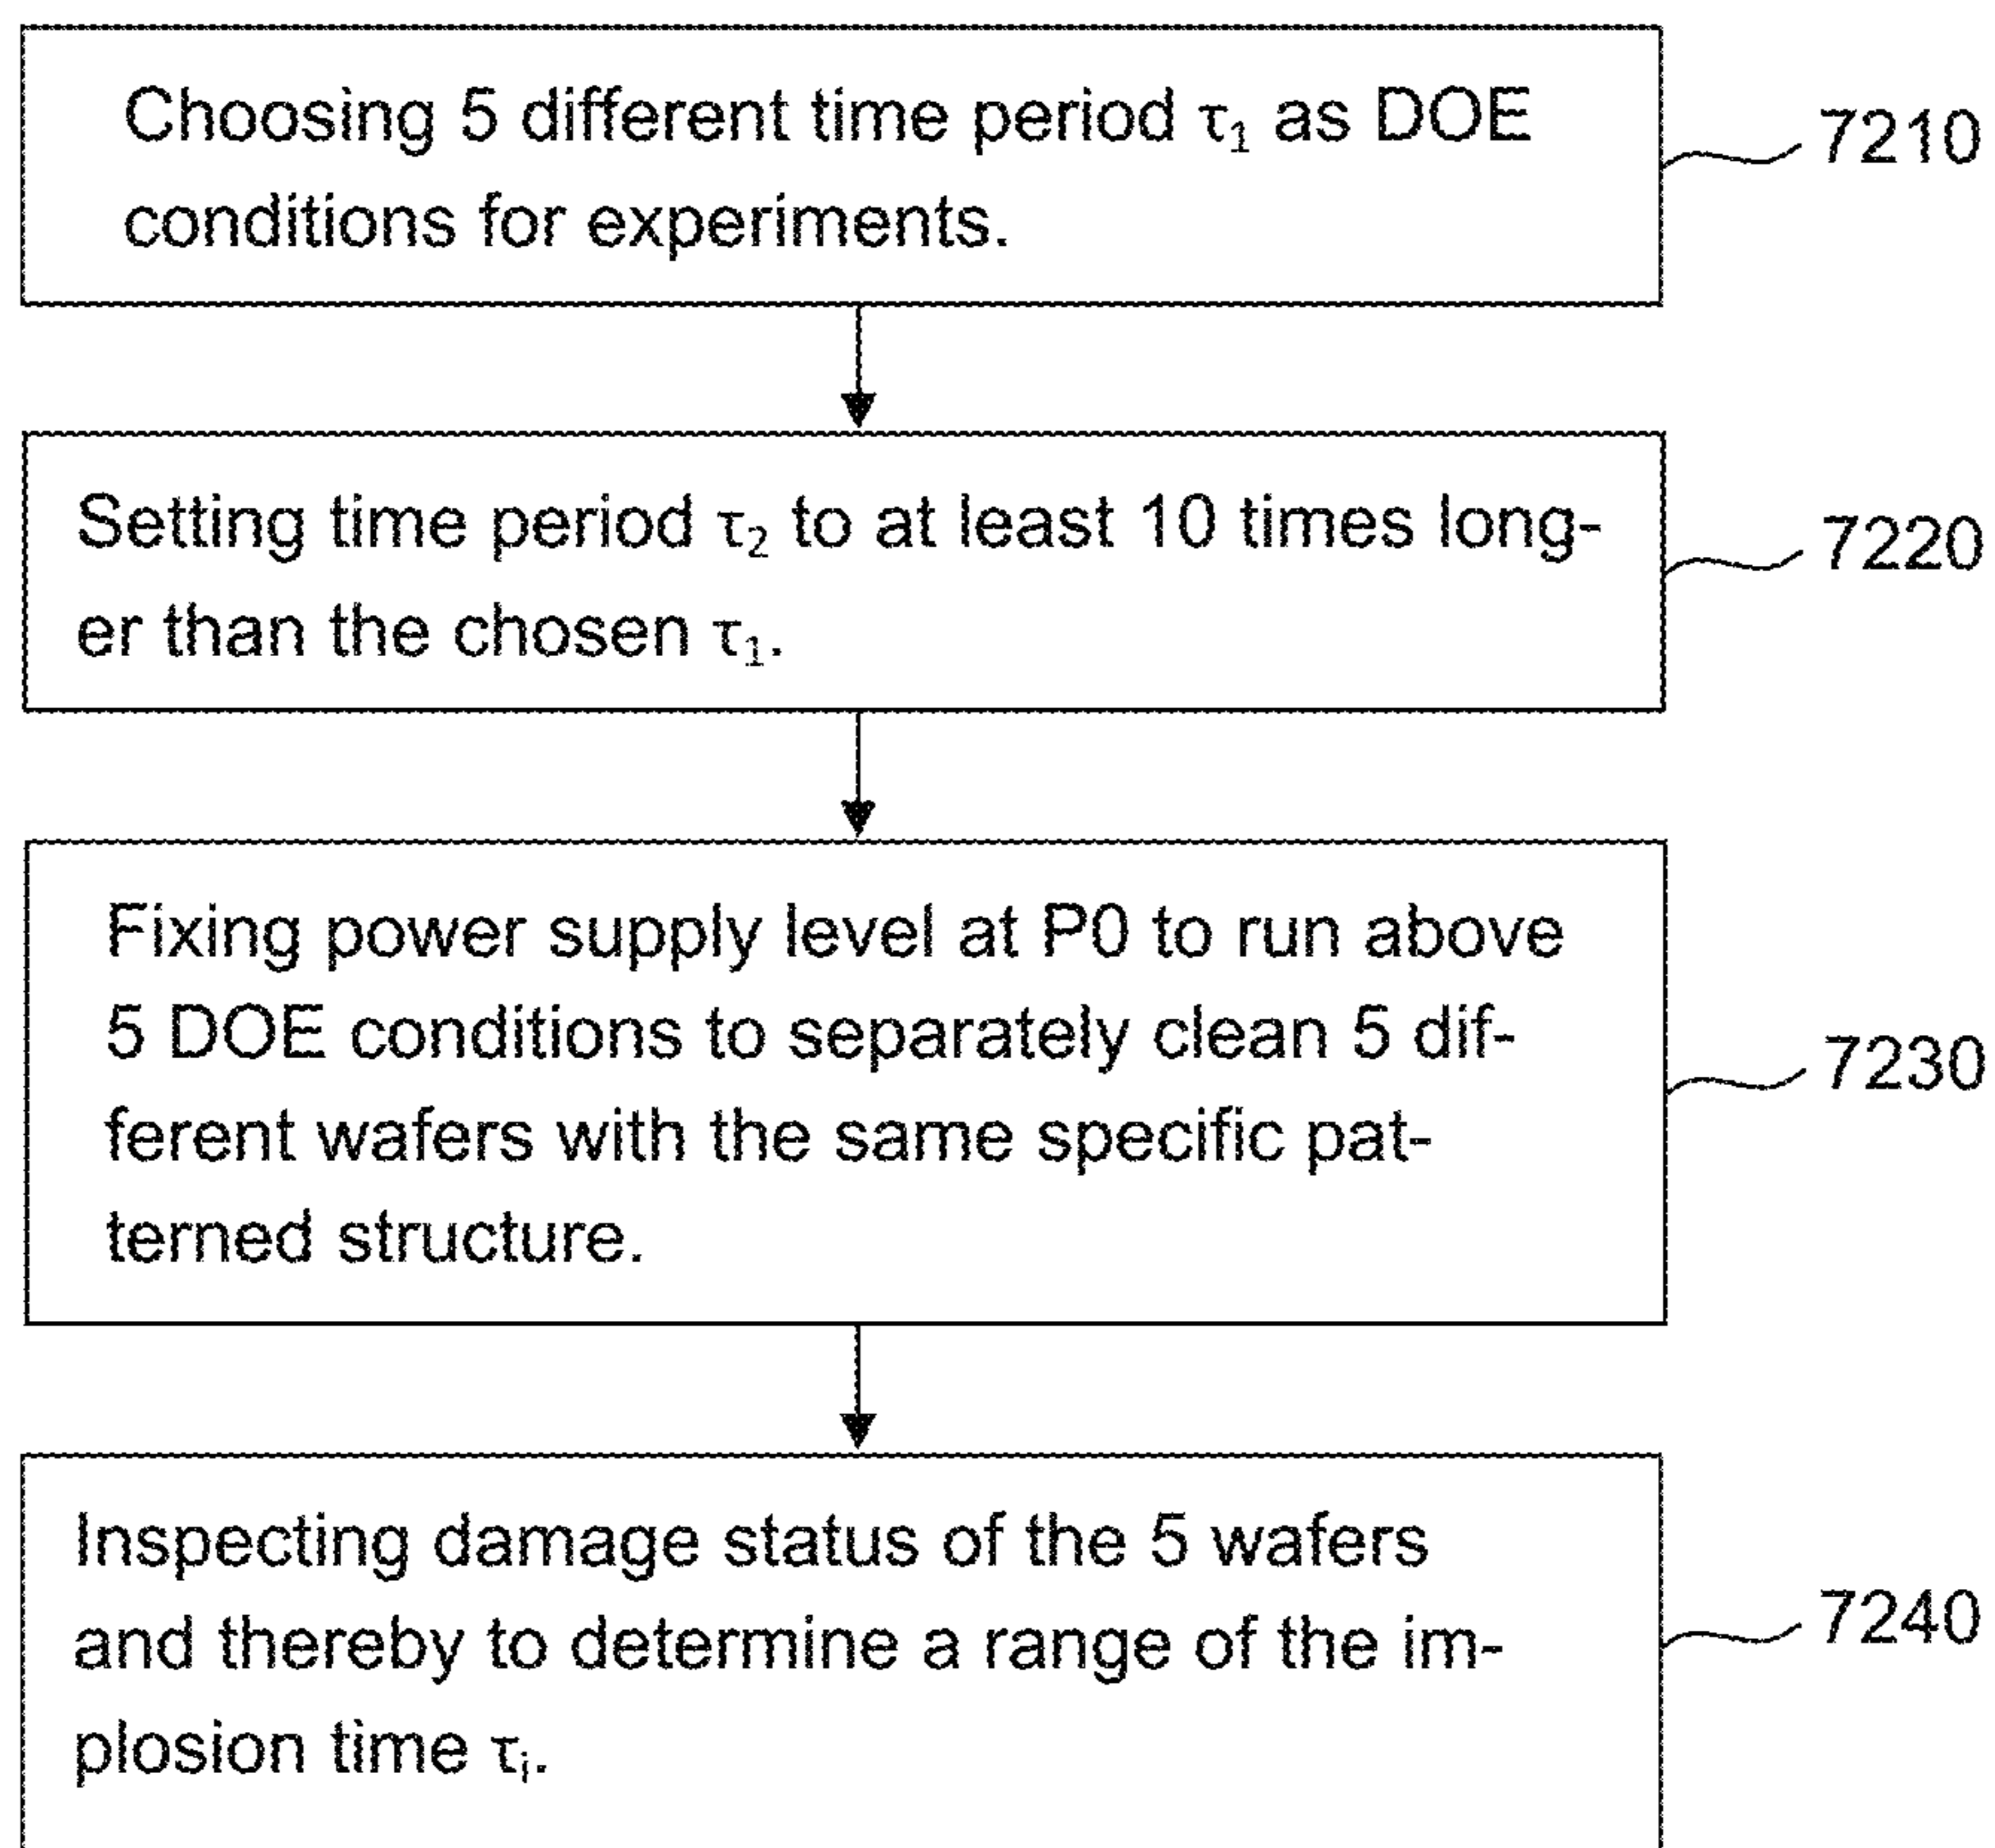 Choosing 5 different time period τ₁ as DOE
conditions for experiments.
7210
Setting time period τ₂ to at least 10 times long-
er than the chosen τ₁.
7220
Fixing power supply level at P0 to run above
5 DOE conditions to separately clean 5 dif-
ferent wafers with the same specific pat-
terned structure.
7230
Inspecting damage status of the 5 wafers
and thereby to determine a range of the im-
plosion time τᵢ.
7240